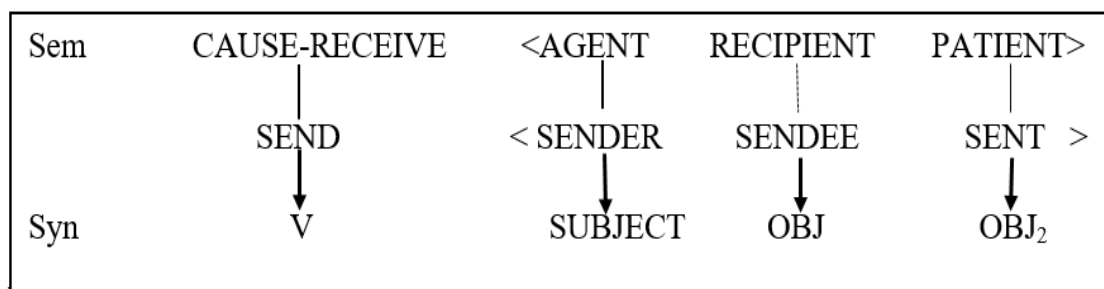 Sem CAUSE-RECEIVE <AGENT RECIPIENT PATIENT>
SEND < SENDER SENDEE SENT >
Syn V SUBJECT OBJ OBJ₂